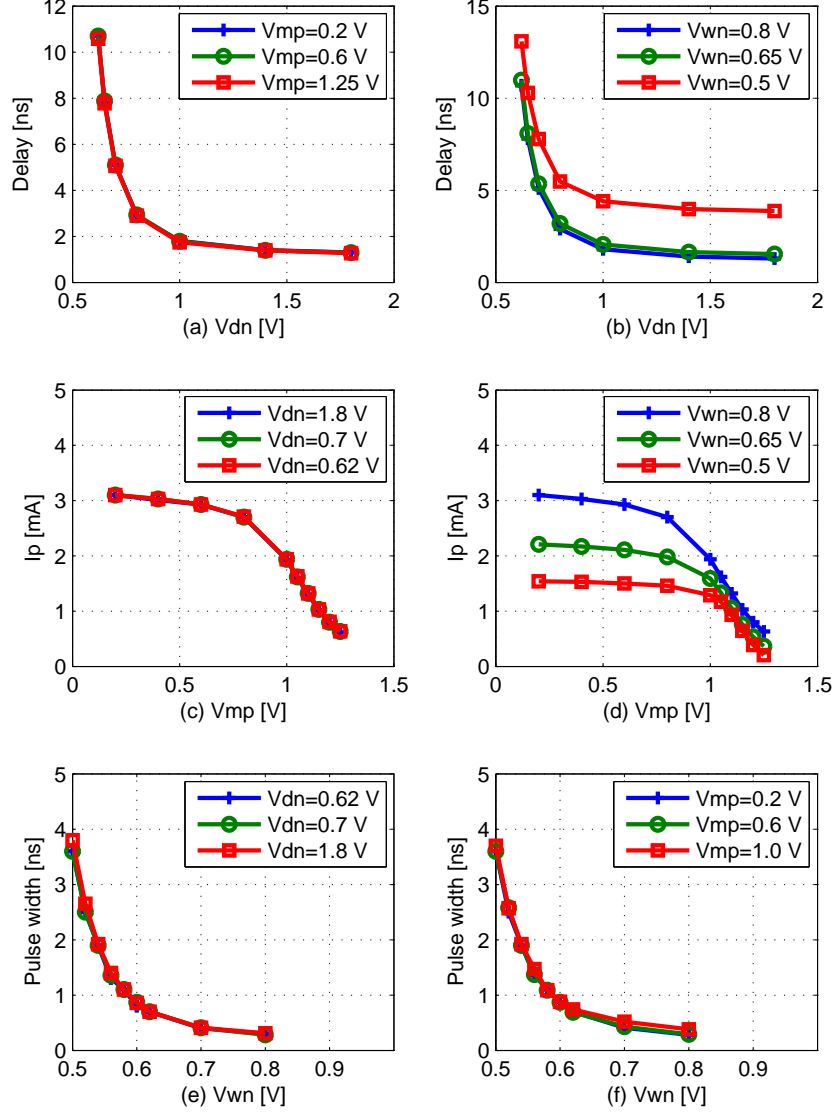 12
10
8
6
4
2
0
Delay [ns]
Vmp=0.2 V
Vmp=0.6 V
Vmp=1.25 V
0.5 1 1.5 2
(a) Vdn [V]
15
10
5
0
Delay [ns]
Vwn=0.8 V
Vwn=0.65 V
Vwn=0.5 V
0.5 1 1.5 2
(b) Vdn [V]
5
4
3
2
1
0
Ip [mA]
Vdn=1.8 V
Vdn=0.7 V
Vdn=0.62 V
0 0.5 1 1.5
(c) Vmp [V]
5
4
3
2
1
0
Ip [mA]
Vwn=0.8 V
Vwn=0.65 V
Vwn=0.5 V
0 0.5 1 1.5
(d) Vmp [V]
5
4
3
2
1
0
Pulse width [ns]
Vdn=0.62 V
Vdn=0.7 V
Vdn=1.8 V
0.5 0.6 0.7 0.8 0.9
(e) Vwn [V]
5
4
3
2
1
0
Pulse width [ns]
Vmp=0.2 V
Vmp=0.6 V
Vmp=1.0 V
0.5 0.6 0.7 0.8 0.9
(f) Vwn [V]